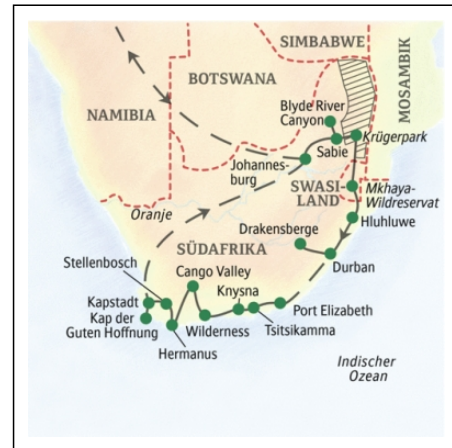 SIMBABWE
BOTSWANA
MOSAMBIK
NAMIBIA
Blyde River
Canyon
Krügerpark
Sabie
Johannes-
burg
SWASI-
LAND
Mkhaya-
Wildreservat
Oranje
Hluhluwe
Drakensberge
SÜDAFRIKA
Durban
Stellenbosch
Cango Valley
Knysna
Kapstadt
Kap der
Guten Hoffnung
Port Elizabeth
Wilderness
Tsitsikamma
Hermanus
Indischer
Ozean